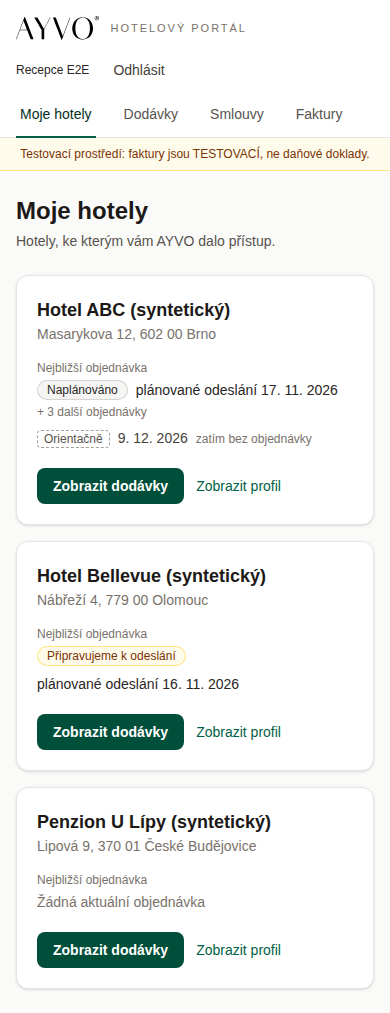 AYVO® HOTELOVÝ PORTÁL
Recepce E2E Odhlásit
Moje hotely Dodávky Smlouvy Faktury
Testovací prostředí: faktury jsou TESTOVACÍ, ne daňové doklady.
Moje hotely
Hotely, ke kterým vám AYVO dalo přístup.
Hotel ABC (syntetický)
Masarykova 12, 602 00 Brno
Nejbližší objednávka
Naplánováno plánované odeslání 17. 11. 2026
+ 3 další objednávky
Orientačně 9. 12. 2026 zatím bez objednávky
Zobrazit dodávky Zobrazit profil
Hotel Bellevue (syntetický)
Nábřeží 4, 779 00 Olomouc
Nejbližší objednávka
Připravujeme k odeslání
plánované odeslání 16. 11. 2026
Zobrazit dodávky Zobrazit profil
Penzion U Lípy (syntetický)
Lipová 9, 370 01 České Budějovice
Nejbližší objednávka
Žádná aktuální objednávka
Zobrazit dodávky Zobrazit profil